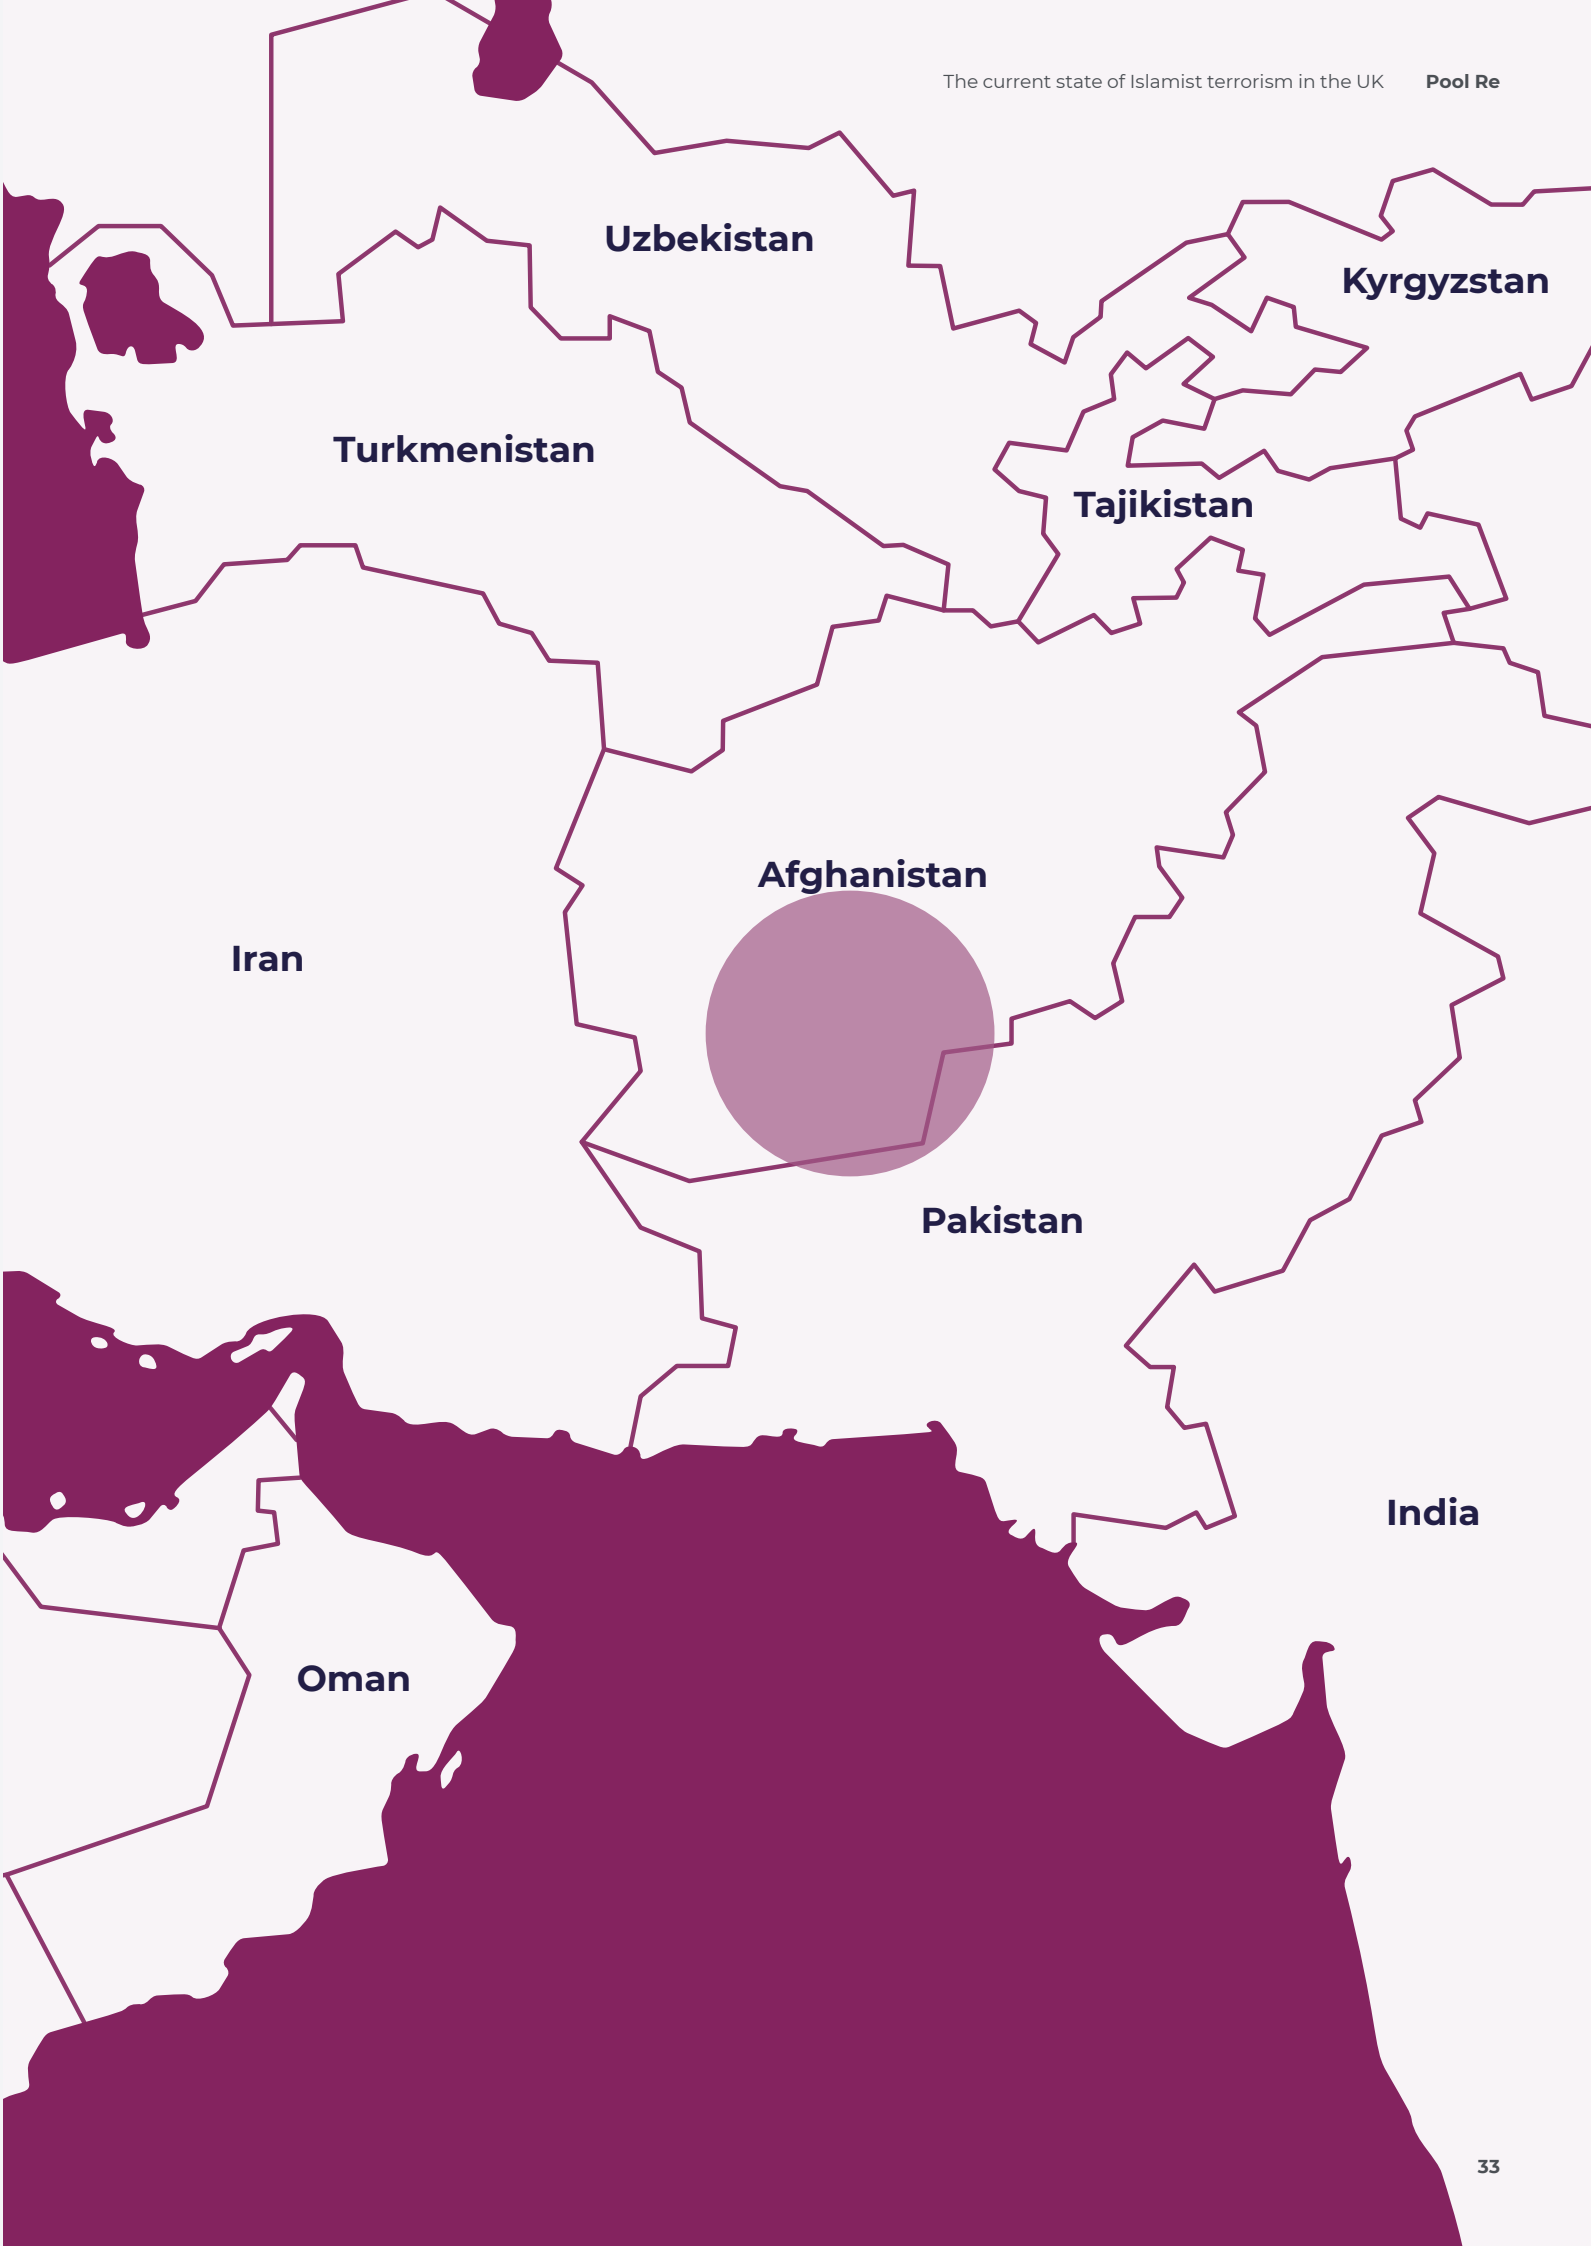 The current state of Islamist terrorism in the UK Pool Re
Uzbekistan
Kyrgyzstan
Turkmenistan
Tajikistan
Afghanistan
Iran
Pakistan
India
Oman
33